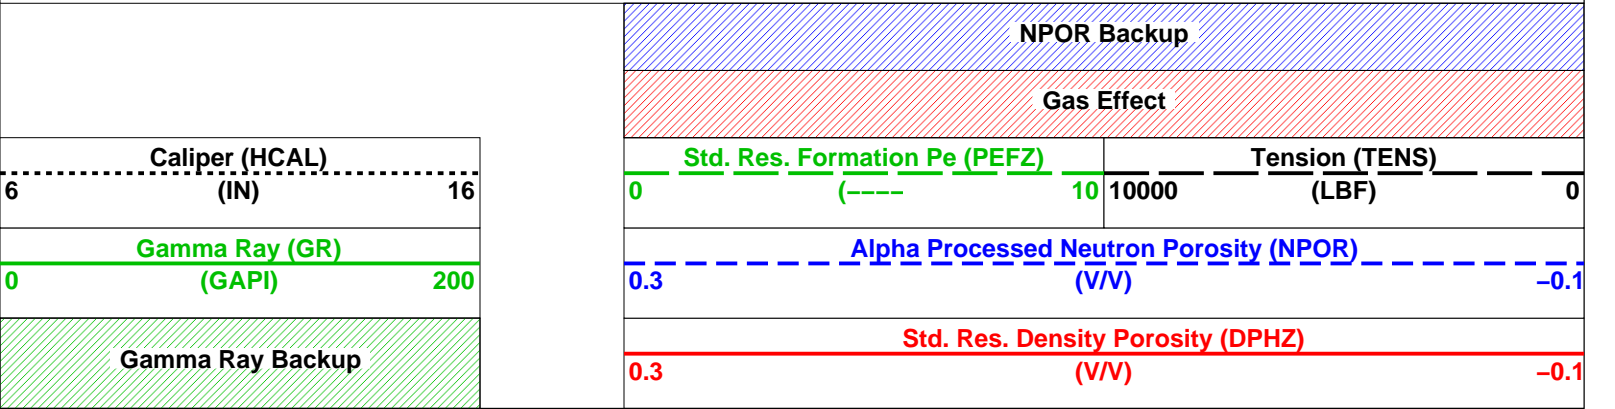 NPOR Backup
Gas Effect
Caliper (HCAL)
6 (IN) 16
Std. Res. Formation Pe (PEFZ)
0 (−−−− 10
Tension (TENS)
10000 (LBF) 0
Gamma Ray (GR)
0 (GAPI) 200
Alpha Processed Neutron Porosity (NPOR)
0.3 (V/V) −0.1
Gamma Ray Backup
Std. Res. Density Porosity (DPHZ)
0.3 (V/V) −0.1